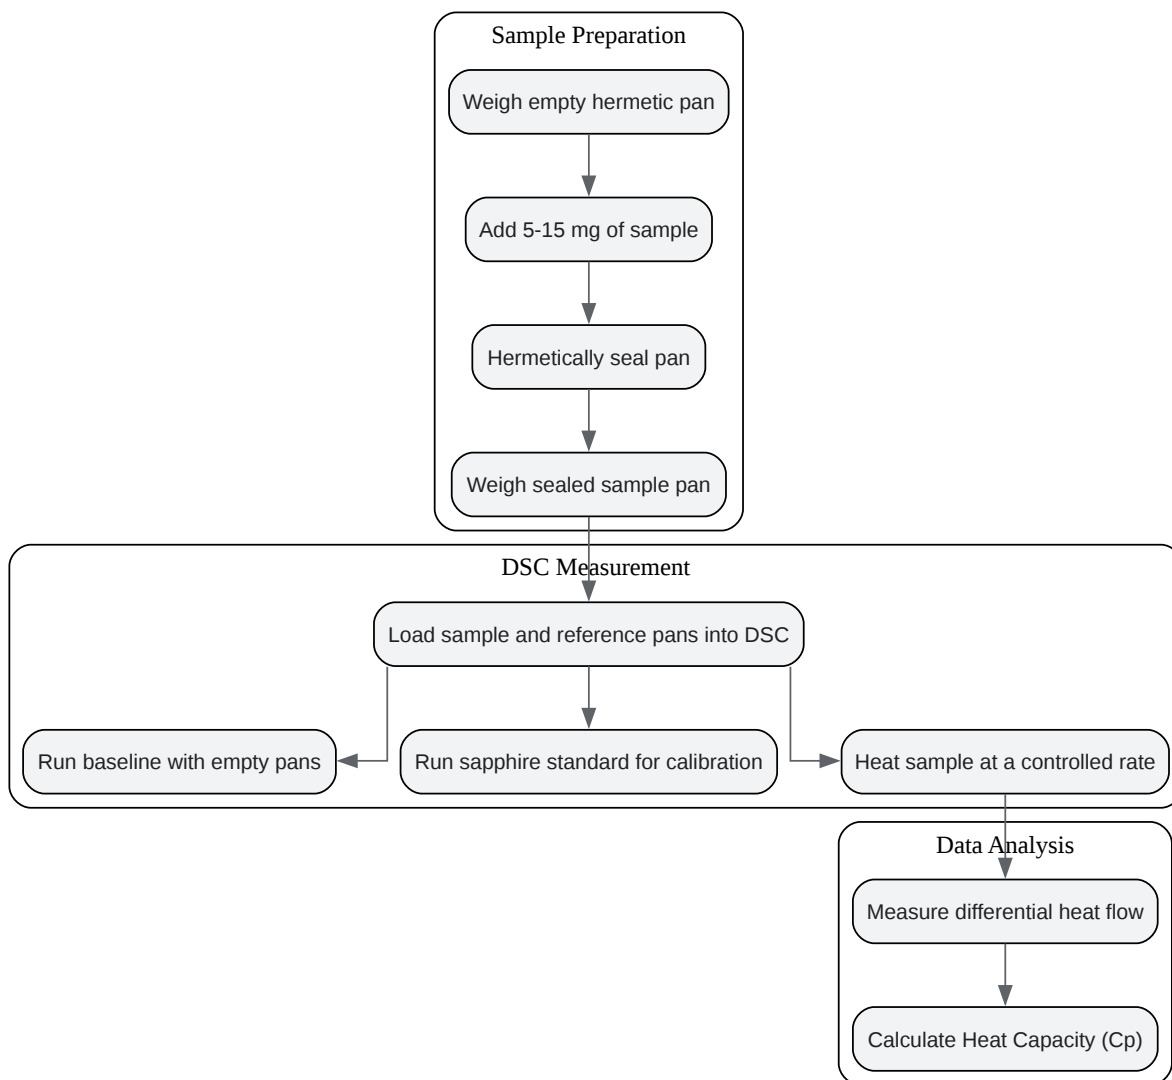 Sample Preparation
Weigh empty hermetic pan
Add 5-15 mg of sample
Hermetically seal pan
Weigh sealed sample pan
DSC Measurement
Load sample and reference pans into DSC
Run baseline with empty pans
Run sapphire standard for calibration
Heat sample at a controlled rate
Data Analysis
Measure differential heat flow
Calculate Heat Capacity (Cp)